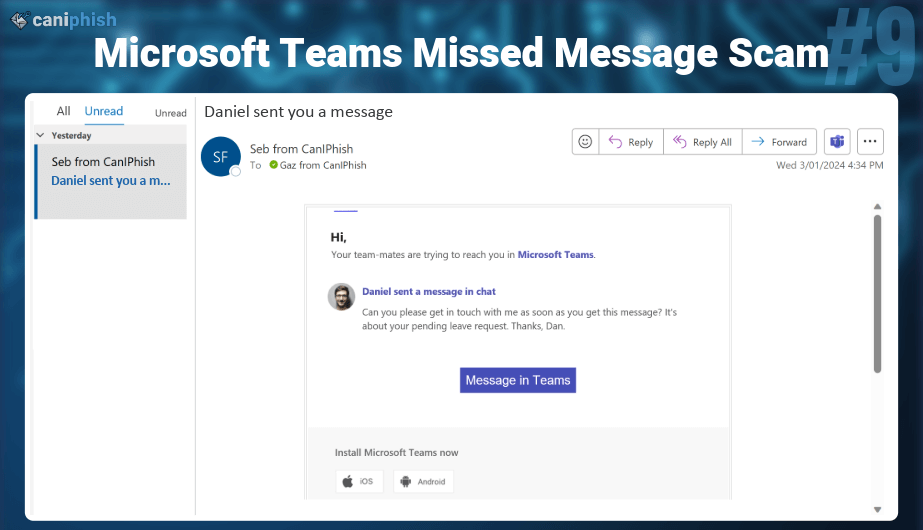 caniphish
#9
Microsoft Teams Missed Message Scam
All Unread Unread
Yesterday
Seb from CanIPhish
Daniel sent you a m...
Daniel sent you a message
SF
Seb from CanIPhish
To Gaz from CanIPhish
Reply Reply All Forward
Wed 3/01/2024 4:34 PM
Hi,
Your team-mates are trying to reach you in Microsoft Teams.
Daniel sent a message in chat
Can you please get in touch with me as soon as you get this message? It's
about your pending leave request. Thanks, Dan.
Message in Teams
Install Microsoft Teams now
iOS Android